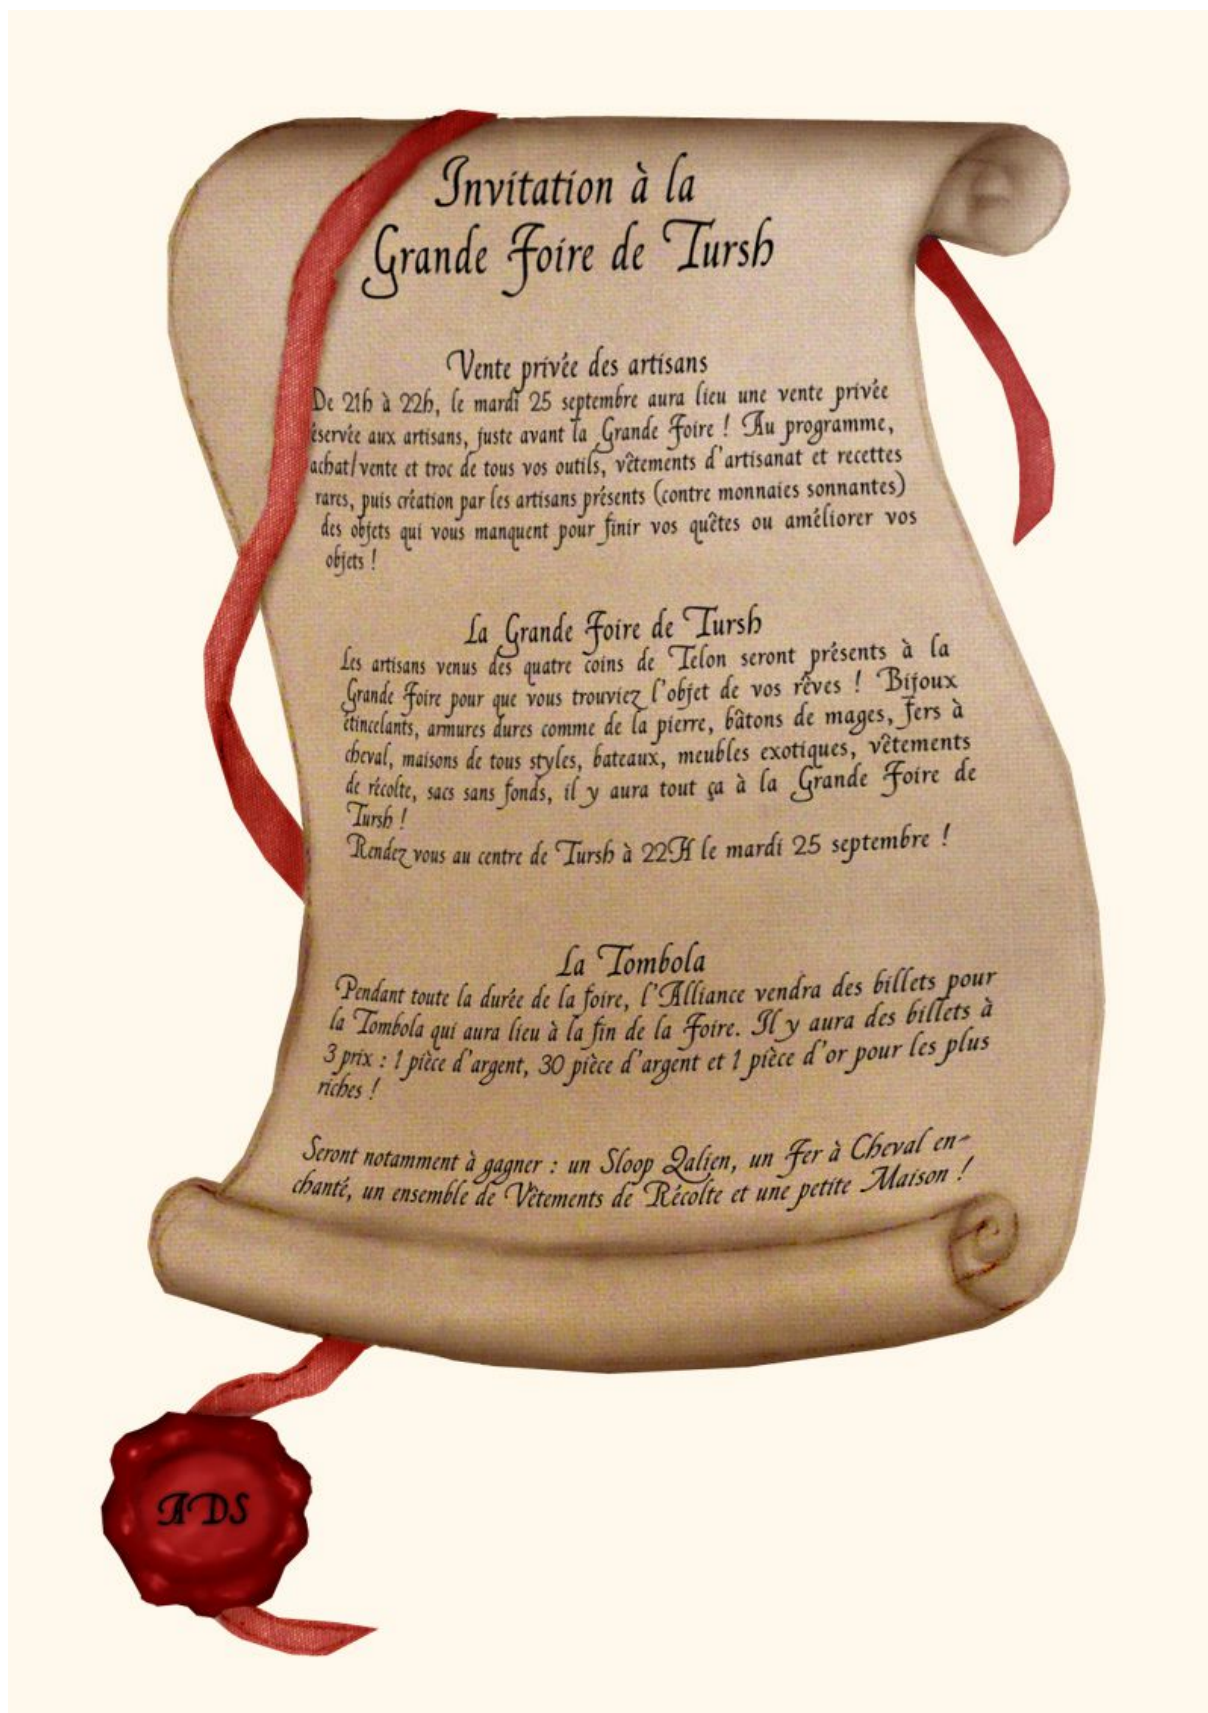 Invitation à la
Grande Foire de Tursh
Vente privée des artisans
De 21h à 22h, le mardi 25 septembre aura lieu une vente privée
éservée aux artisans, juste avant la Grande Foire ! Au programme,
achat/vente et troc de tous vos outils, vêtements d'artisanat et recettes
rares, puis création par les artisans présents (contre monnaies sonnantes)
des objets qui vous manquent pour finir vos quêtes ou améliorer vos
objets !
La Grande Foire de Tursh
Les artisans venus des quatre coins de Telon seront présents à la
Grande Foire pour que vous trouviez l'objet de vos rêves ! Bijoux
étincelants, armures dures comme de la pierre, bâtons de mages, fers à
cheval, maisons de tous styles, bateaux, meubles exotiques, vêtements
de récolte, sacs sans fonds, il y aura tout ça à la Grande Foire de
Tursh !
Rendez vous au centre de Tursh à 22H le mardi 25 septembre !
La Tombola
Pendant toute la durée de la foire, l'Alliance vendra des billets pour
la Tombola qui aura lieu à la fin de la Foire. Il y aura des billets à
3 prix : 1 pièce d'argent, 30 pièce d'argent et 1 pièce d'or pour les plus
riches !
Seront notamment à gagner : un Sloop Qalien, un Fer à Cheval en-
chanté, un ensemble de Vêtements de Récolte et une petite Maison !
ADS